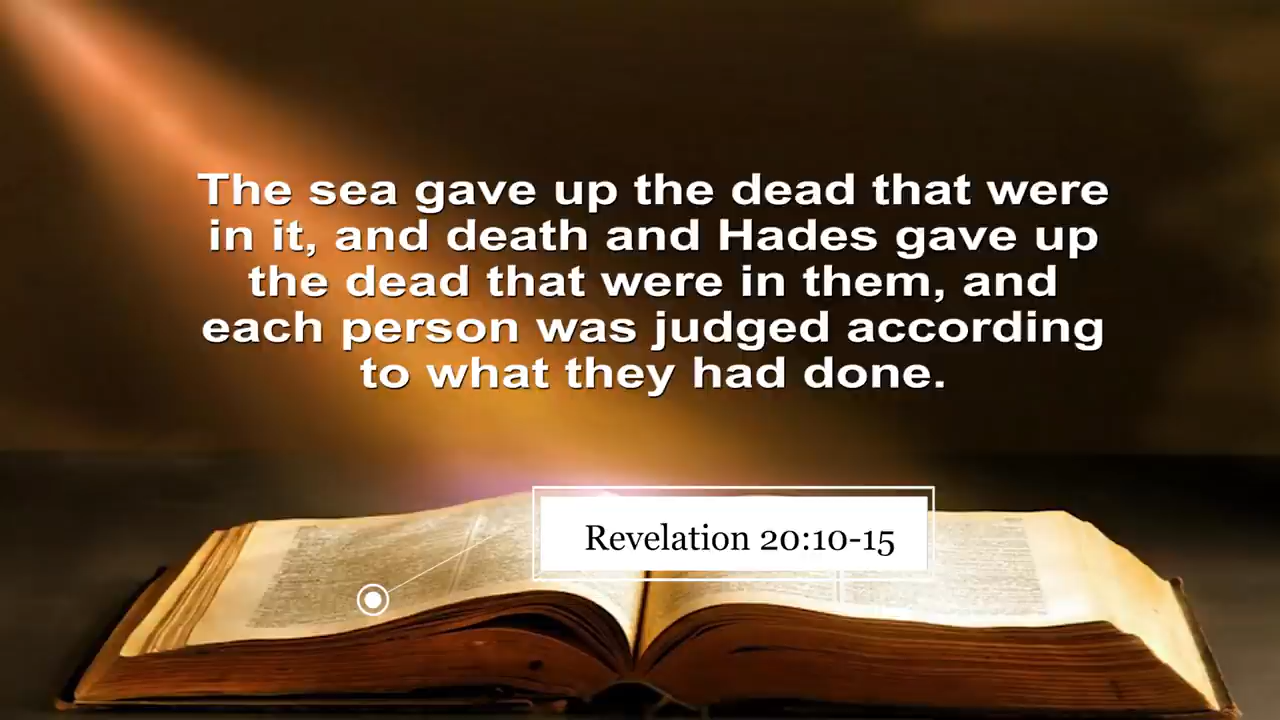 The sea gave up the dead that were
in it, and death and Hades gave up
the dead that were in them, and
each person was judged according
to what they had done.
Revelation 20:10-15